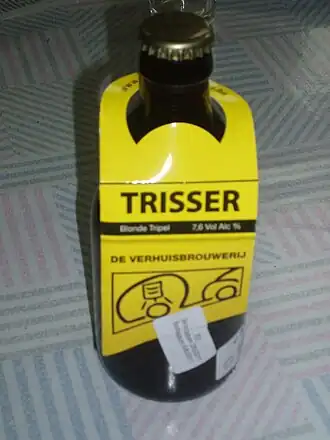 TRISSER
Blonde Tripel 7,6 Vol Alc %
DE VERHUISBROUWERIJ